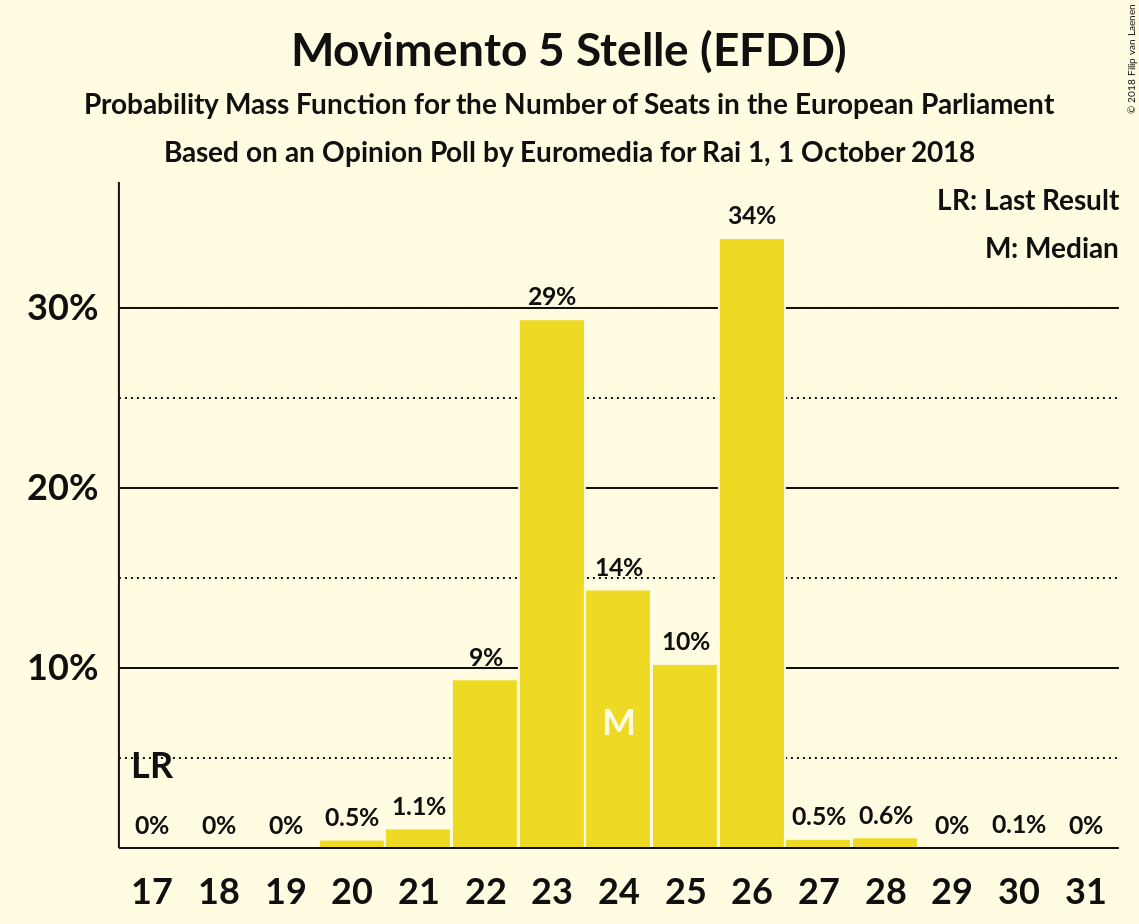 Movimento 5 Stelle (EFDD)
Probability Mass Function for the Number of Seats in the European Parliament
Based on an Opinion Poll by Euromedia for Rai 1, 1 October 2018
© 2018 Filip van Laenen
LR: Last Result
M: Median
34%
29%
30%
20%
14%
10%
9%
10%
M
LR
0% 0% 0% 0.5% 1.1% 0.5% 0.6% 0% 0.1% 0%
17 18 19 20 21 22 23 24 25 26 27 28 29 30 31